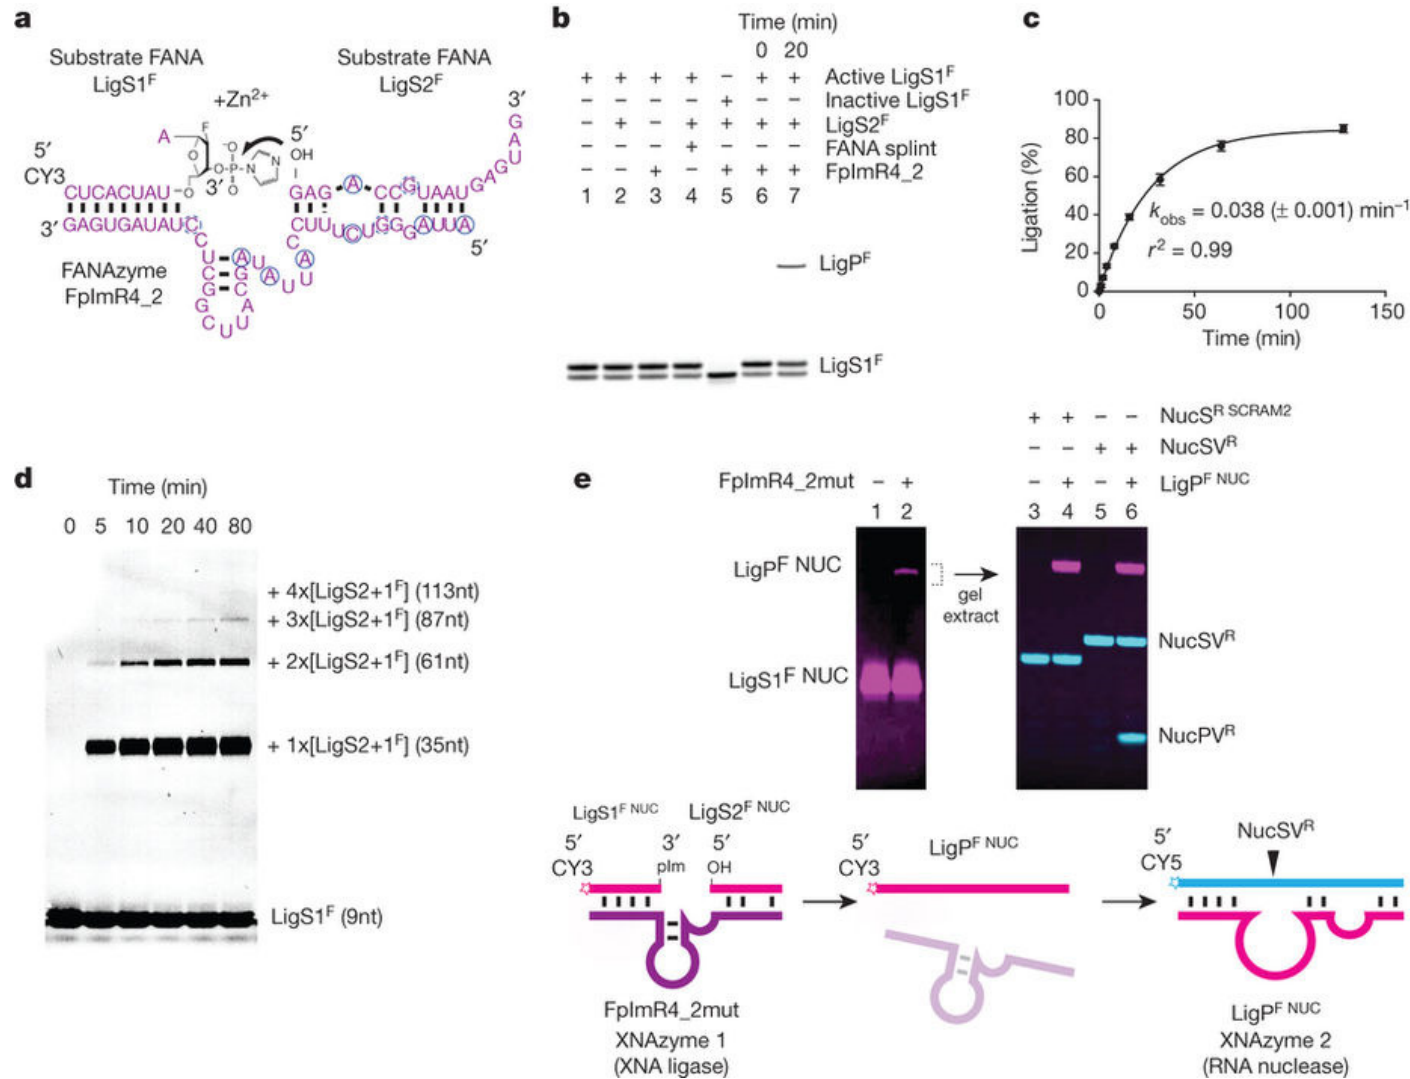 a
Substrate FANA
LigS1F
Substrate FANA
LigS2F
+Zn2+
3′
G
A
U
G
A
A
F
O
O
3′
O
P
O−
O−
N
N
5′
OH
5′
CY3
CUCACUAU
O
GAG A CCGUAAU
3′ GAGUGAUAUC
CUUUCUGGGAUUA
5′
FANAzyme
FpImR4_2
b
Time (min)
0 20
+ + + + − + + Active LigS1F
− − − − + − − Inactive LigS1F
− + − + + + + LigS2F
− − − + − − − FANA splint
− − + − + + + FpImR4_2
1 2 3 4 5 6 7
LigPF
LigS1F
c
Ligation (%)
100
80
60
40
20
0
kobs = 0.038 (± 0.001) min−1
r2 = 0.99
0 50 100 150
Time (min)
d
Time (min)
0 5 10 20 40 80
+ 4x[LigS2+1F] (113nt)
+ 3x[LigS2+1F] (87nt)
+ 2x[LigS2+1F] (61nt)
+ 1x[LigS2+1F] (35nt)
LigS1F (9nt)
e
+ + − − NucSR SCRAM2
− − + + NucSVR
− + − + LigPF NUC
3 4 5 6
FpImR4_2mut − +
1 2
LigPF NUC
gel
extract
LigS1F NUC
NucSVR
NucPVR
LigS1F NUC
LigS2F NUC
5′ 3′ 5′
CY3 pIm OH
FpImR4_2mut
XNAzyme 1
(XNA ligase)
5′
CY3
LigPF NUC
5′
CY5
NucSVR
LigPF NUC
XNAzyme 2
(RNA nuclease)